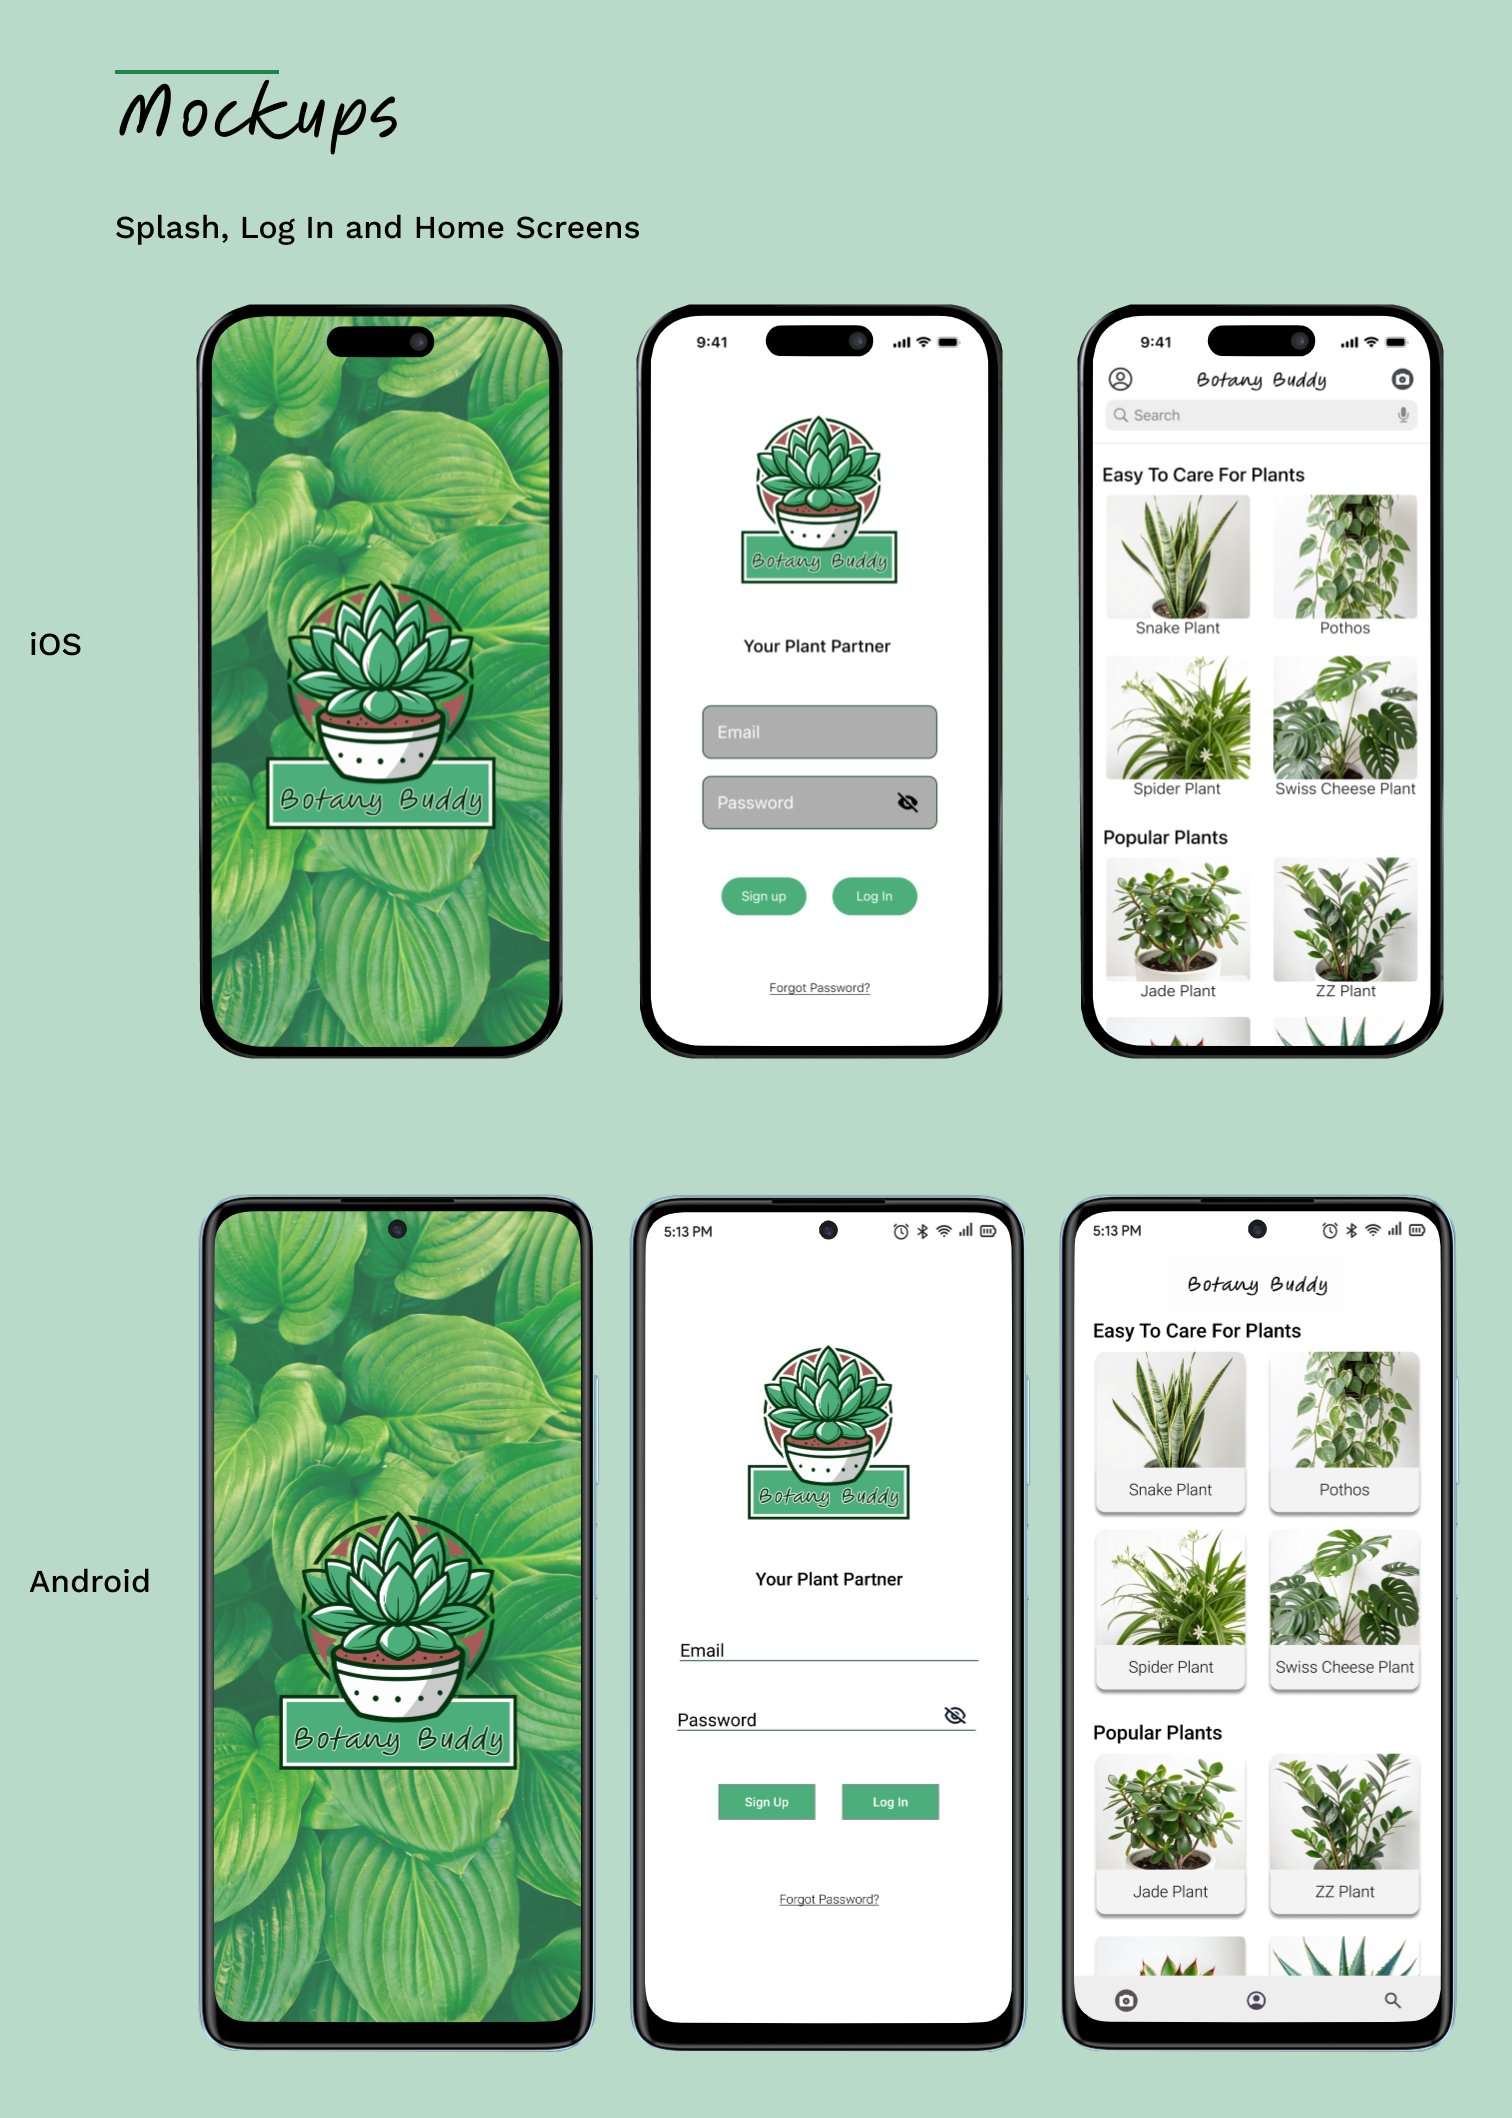 Mockups
Splash, Log In and Home Screens
iOS
Botany Buddy
9:41
Botany Buddy
Your Plant Partner
Email
Password
Sign up
Log In
Forgot Password?
9:41
Botany Buddy
Search
Easy To Care For Plants
Snake Plant
Pothos
Spider Plant
Swiss Cheese Plant
Popular Plants
Jade Plant
ZZ Plant
Android
Botany Buddy
5:13 PM
Botany Buddy
Your Plant Partner
Email
Password
Sign Up
Log In
Forgot Password?
5:13 PM
Botany Buddy
Easy To Care For Plants
Snake Plant
Pothos
Spider Plant
Swiss Cheese Plant
Popular Plants
Jade Plant
ZZ Plant